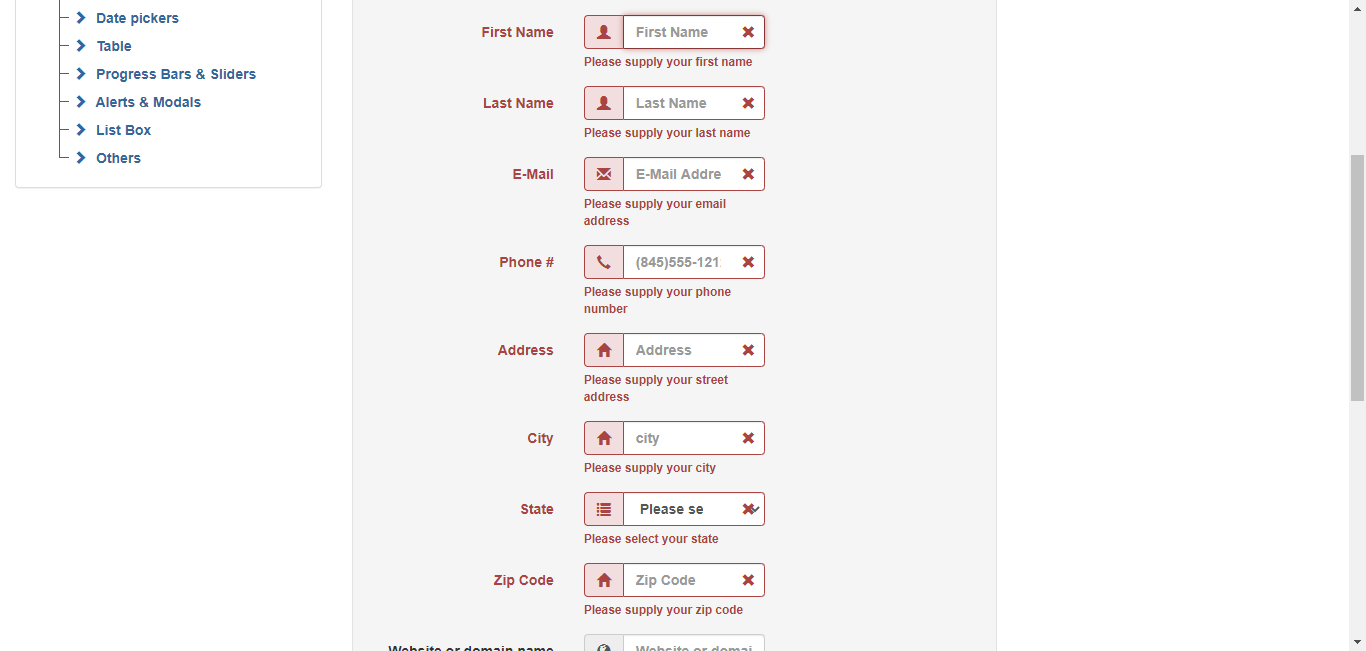 Date pickers
Table
Progress Bars & Sliders
Alerts & Modals
List Box
Others
First Name
First Name
Please supply your first name
Last Name
Last Name
Please supply your last name
E-Mail
E-Mail Addre
Please supply your email
address
Phone #
(845)555-121
Please supply your phone
number
Address
Address
Please supply your street
address
City
city
Please supply your city
State
Please se
Please select your state
Zip Code
Zip Code
Please supply your zip code
Website or domain name
Website or domai